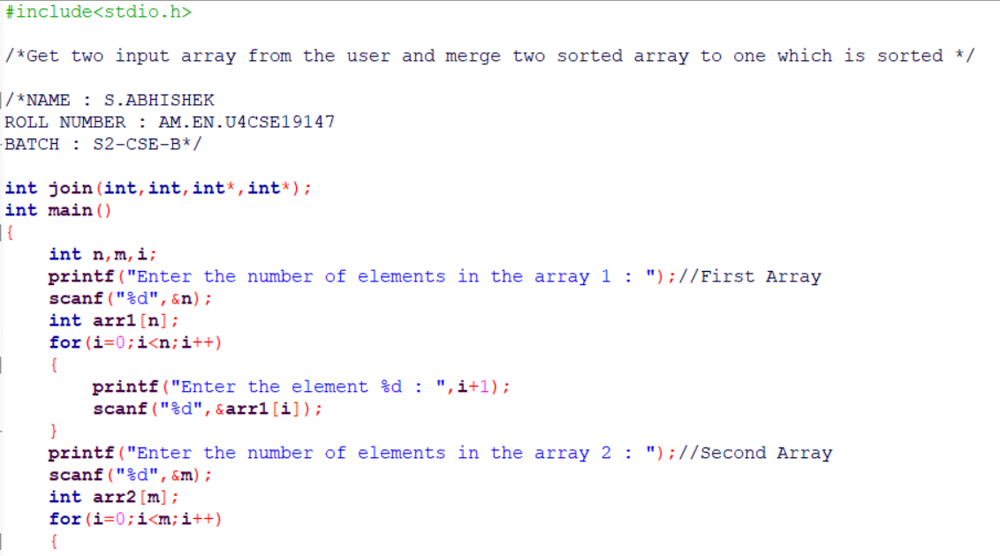 #include<stdio.h>
/*Get two input array from the user and merge two sorted array to one which is sorted */
/*NAME : S.ABHISHEK
ROLL NUMBER : AM.EN.U4CSE19147
BATCH : S2-CSE-B*/
int join(int,int,int*,int*);
int main()
{
    int n,m,i;
    printf("Enter the number of elements in the array 1 : ");//First Array
    scanf("%d",&n);
    int arr1[n];
    for(i=0;i<n;i++)
    {
        printf("Enter the element %d : ",i+1);
        scanf("%d",&arr1[i]);
    }
    printf("Enter the number of elements in the array 2 : ");//Second Array
    scanf("%d",&m);
    int arr2[m];
    for(i=0;i<m;i++)
    {